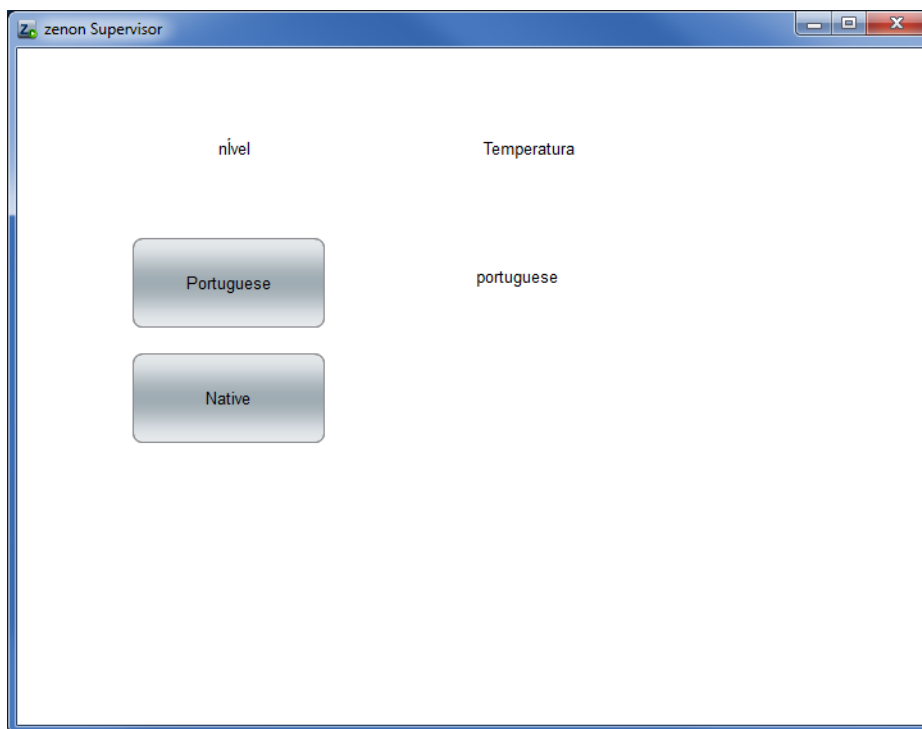 zenon Supervisor
nÍvel
Temperatura
Portuguese
portuguese
Native